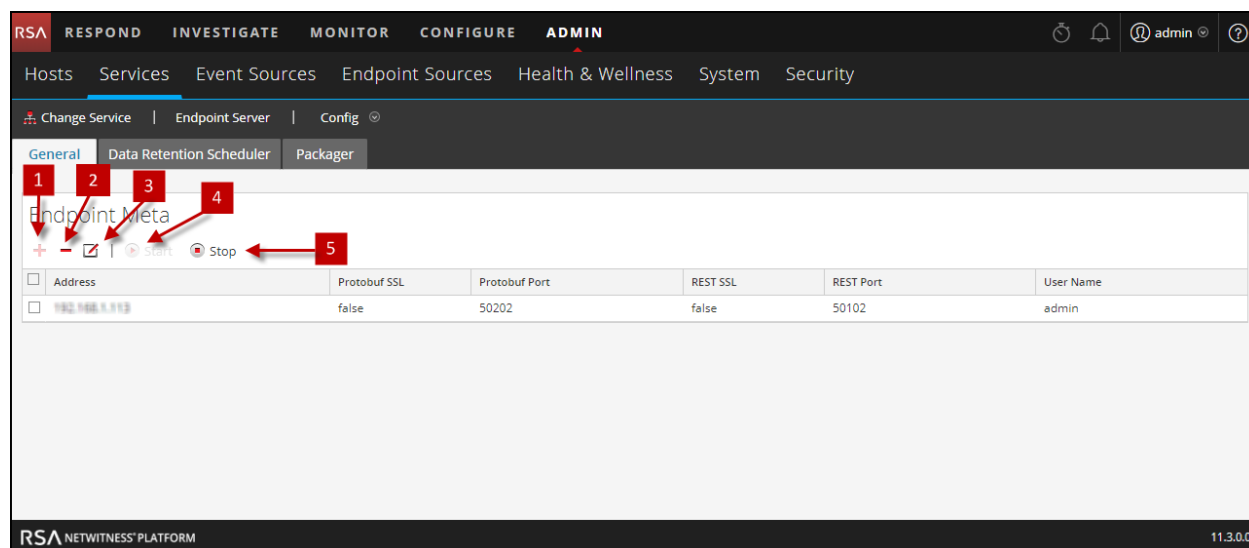 RSA RESPOND INVESTIGATE MONITOR CONFIGURE ADMIN admin ?
Hosts Services Event Sources Endpoint Sources Health & Wellness System Security
Change Service | Endpoint Server | Config
General Data Retention Scheduler Packager
1 2 3 4
Endpoint Meta
Start Stop 5
Address Protobuf SSL Protobuf Port REST SSL REST Port User Name
false 50202 false 50102 admin
RSA NETWITNESS® PLATFORM 11.3.0.0